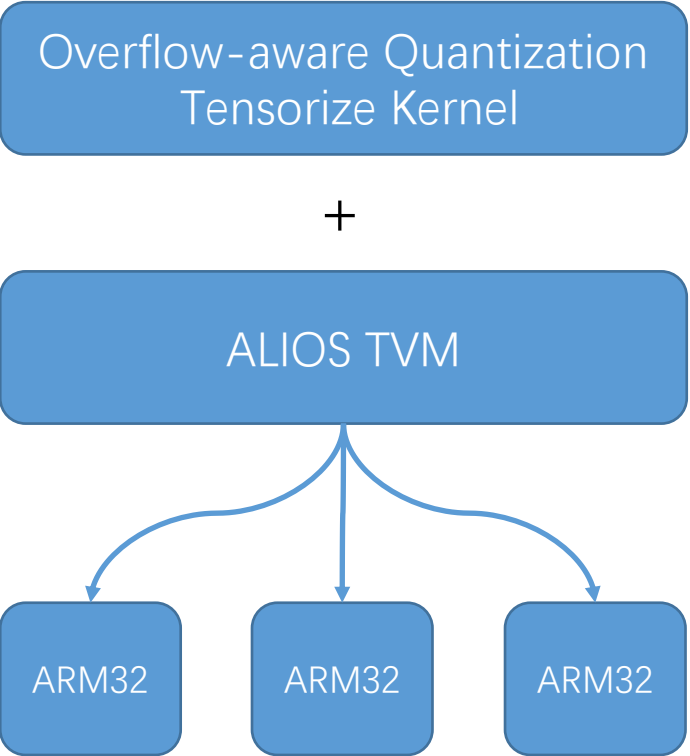 Overflow-aware Quantization
Tensorize Kernel
+
ALIOS TVM
ARM32
ARM32
ARM32